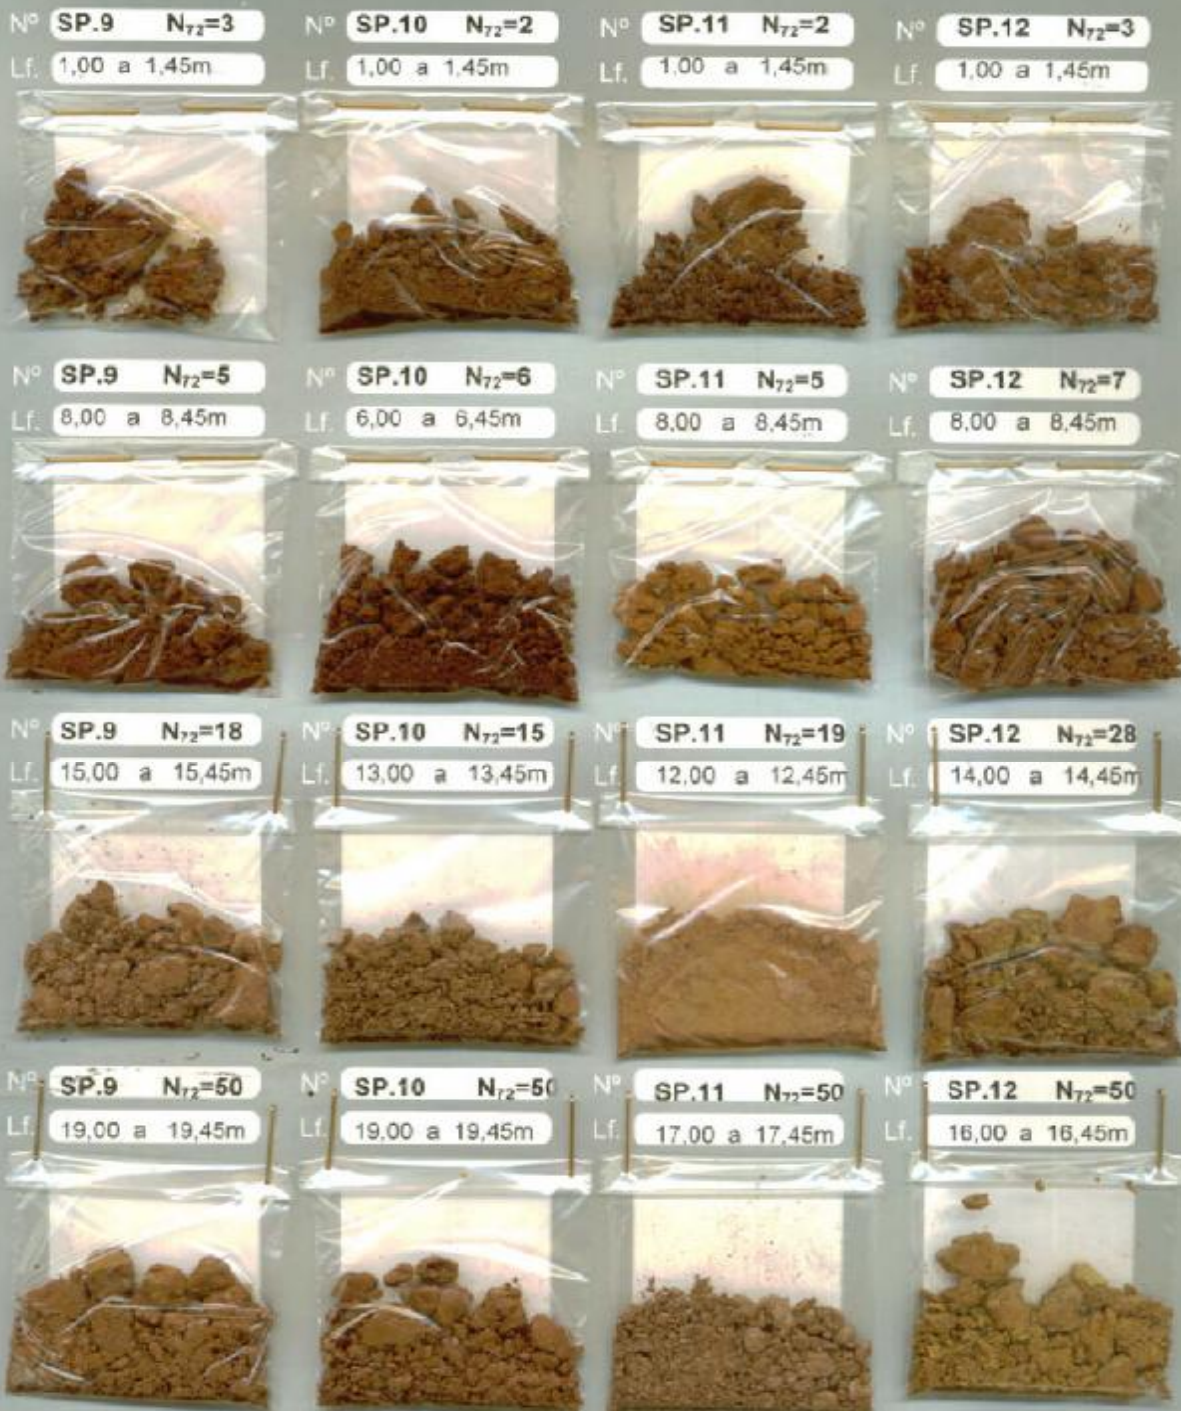 Nº SP.9 N₇₂=3 Nº SP.10 N₇₂=2 Nº SP.11 N₇₂=2 Nº SP.12 N₇₂=3
Lf. 1,00 a 1,45m Lf. 1,00 a 1,45m Lf. 1,00 a 1,45m Lf. 1,00 a 1,45m
Nº SP.9 N₇₂=5 Nº SP.10 N₇₂=6 Nº SP.11 N₇₂=5 Nº SP.12 N₇₂=7
Lf. 8,00 a 8,45m Lf. 6,00 a 6,45m Lf. 8,00 a 8,45m Lf. 8,00 a 8,45m
Nº SP.9 N₇₂=18 Nº SP.10 N₇₂=15 Nº SP.11 N₇₂=19 Nº SP.12 N₇₂=28
Lf. 15,00 a 15,45m Lf. 13,00 a 13,45m Lf. 12,00 a 12,45m Lf. 14,00 a 14,45m
Nº SP.9 N₇₂=50 Nº SP.10 N₇₂=50 Nº SP.11 N₇₂=50 Nº SP.12 N₇₂=50
Lf. 19,00 a 19,45m Lf. 19,00 a 19,45m Lf. 17,00 a 17,45m Lf. 16,00 a 16,45m